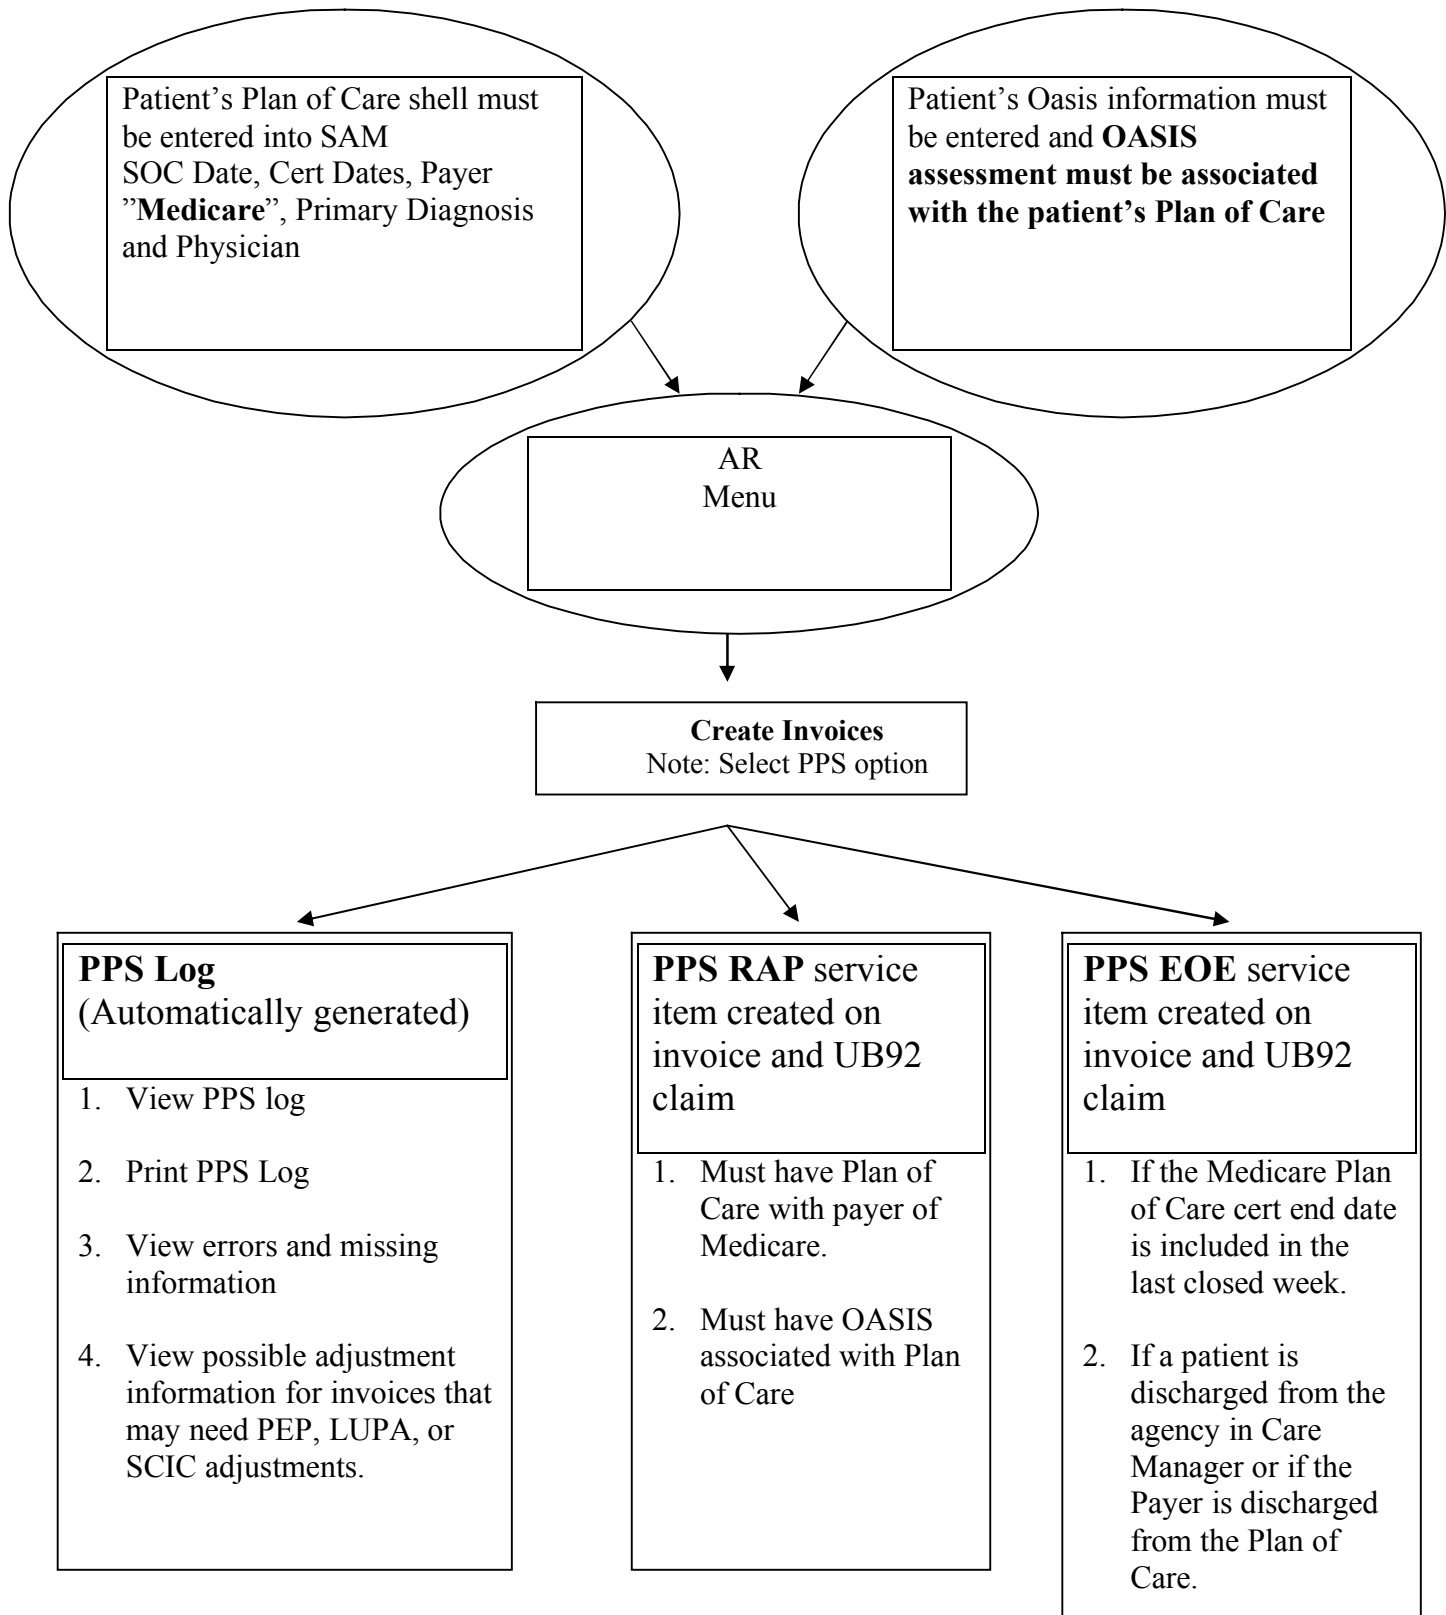 Patient’s Plan of Care shell must
be entered into SAM
SOC Date, Cert Dates, Payer
”Medicare”, Primary Diagnosis
and Physician
Patient’s Oasis information must
be entered and OASIS
assessment must be associated
with the patient’s Plan of Care
AR
Menu
Create Invoices
Note: Select PPS option
PPS Log
(Automatically generated)
1. View PPS log
2. Print PPS Log
3. View errors and missing
information
4. View possible adjustment
information for invoices that
may need PEP, LUPA, or
SCIC adjustments.
PPS RAP service
item created on
invoice and UB92
claim
1. Must have Plan of
Care with payer of
Medicare.
2. Must have OASIS
associated with Plan
of Care
PPS EOE service
item created on
invoice and UB92
claim
1. If the Medicare Plan
of Care cert end date
is included in the
last closed week.
2. If a patient is
discharged from the
agency in Care
Manager or if the
Payer is discharged
from the Plan of
Care.